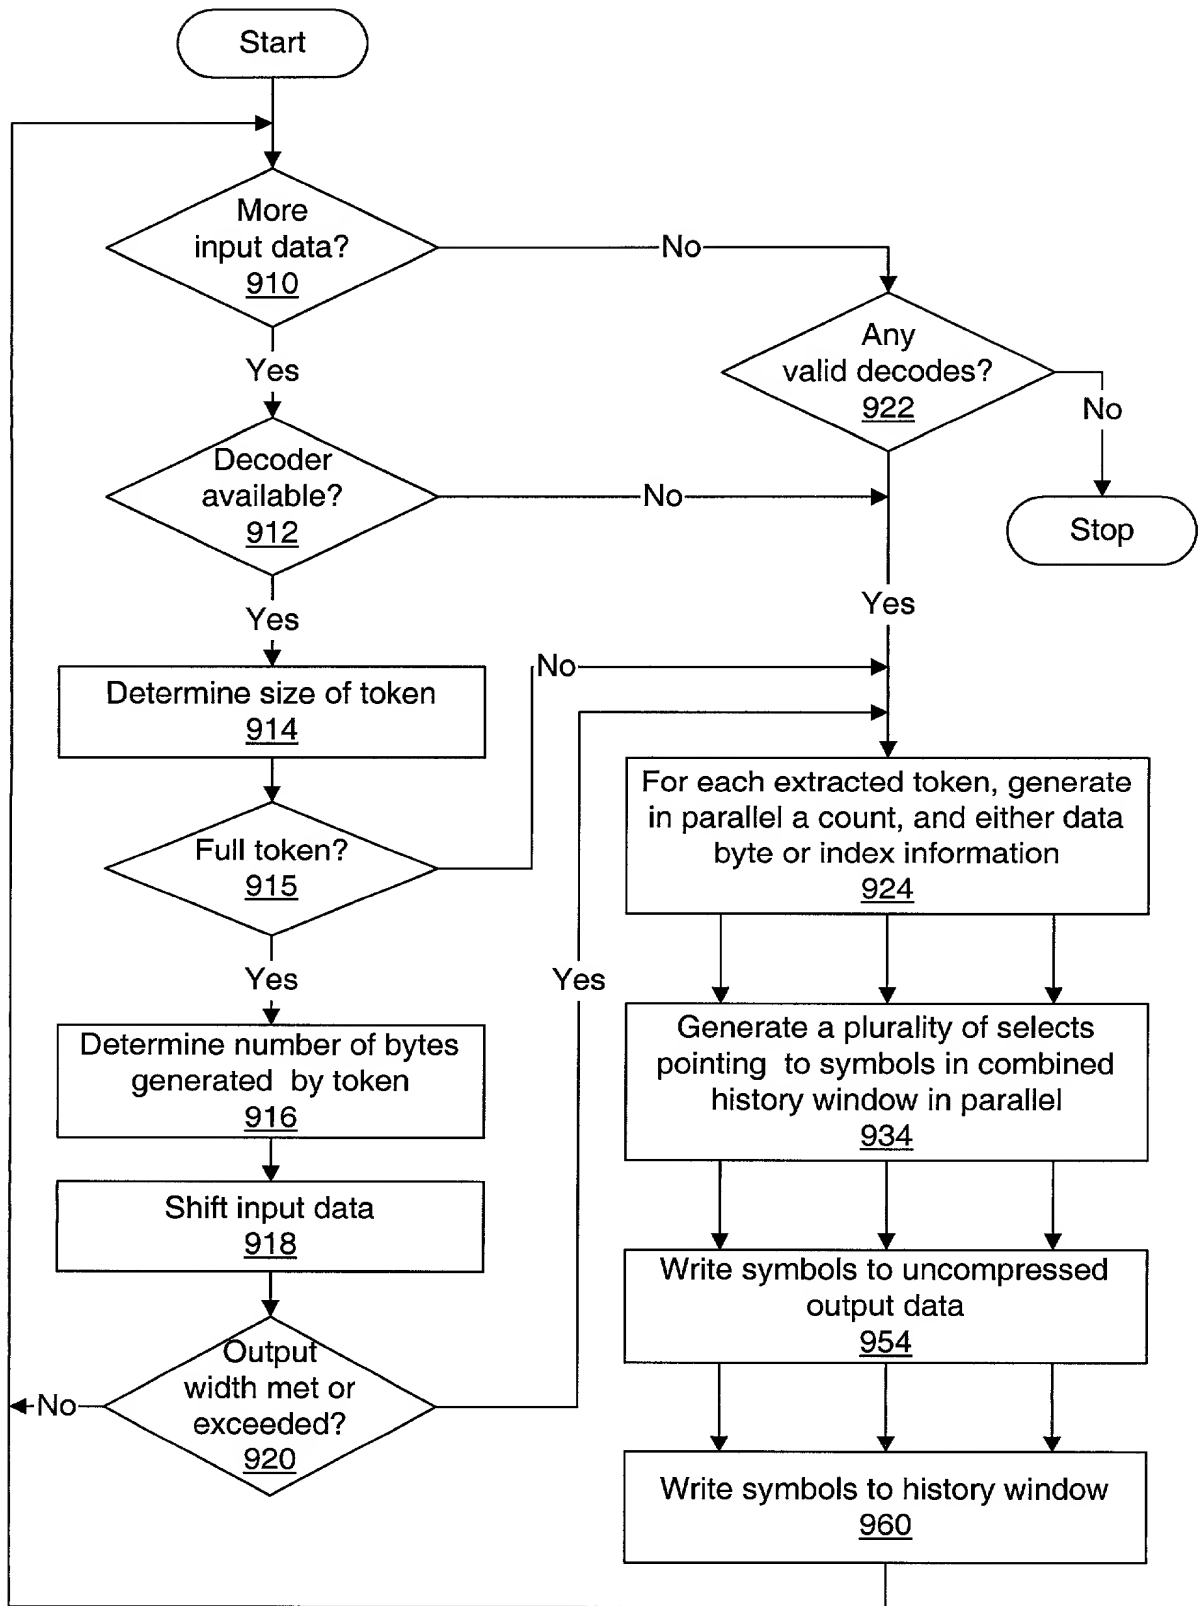 Start
More
input data?
910
No
Yes
Any
valid decodes?
922
No
Decoder
available?
912
No
Stop
Yes
Yes
Determine size of token
914
No
Full token?
915
For each extracted token, generate
in parallel a count, and either data
byte or index information
924
Yes
Yes
Determine number of bytes
generated by token
916
Generate a plurality of selects
pointing to symbols in combined
history window in parallel
934
Shift input data
918
Write symbols to uncompressed
output data
954
Output
width met or
exceeded?
920
No
Write symbols to history window
960